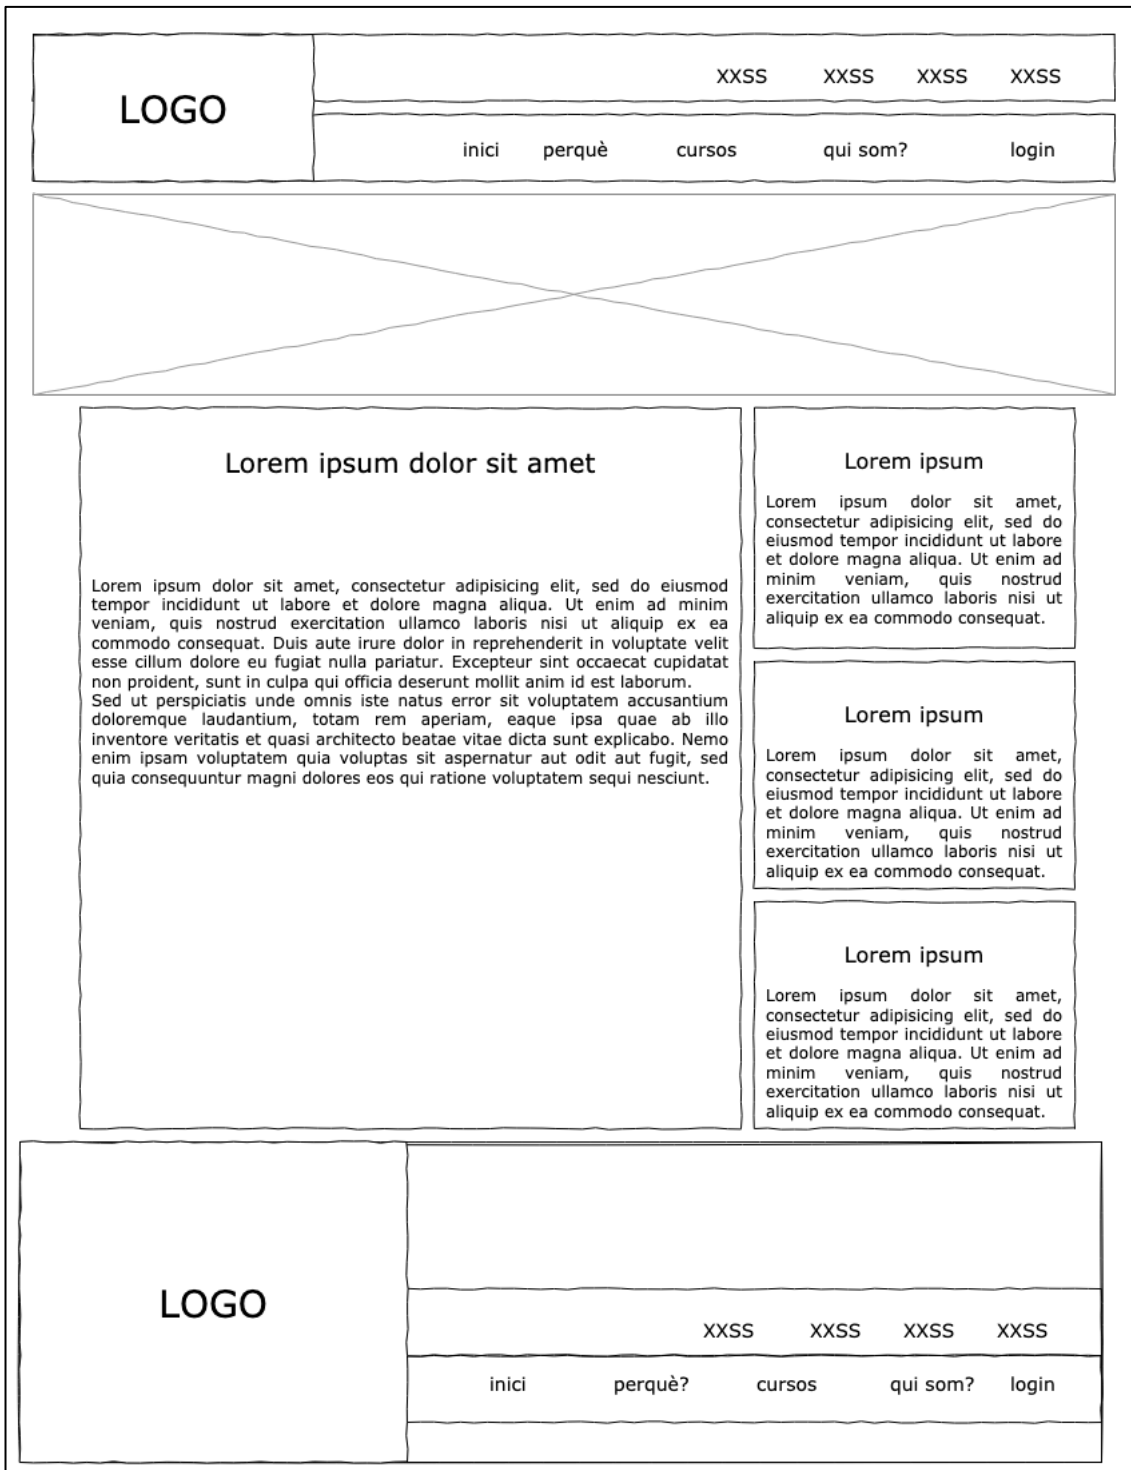 LOGO
XXSS XXSS XXSS XXSS
inici perquè cursos qui som? login
Lorem ipsum dolor sit amet
Lorem ipsum dolor sit amet, consectetur adipisicing elit, sed do eiusmod
tempor incididunt ut labore et dolore magna aliqua. Ut enim ad minim
veniam, quis nostrud exercitation ullamco laboris nisi ut aliquip ex ea
commodo consequat. Duis aute irure dolor in reprehenderit in voluptate velit
esse cillum dolore eu fugiat nulla pariatur. Excepteur sint occaecat cupidatat
non proident, sunt in culpa qui officia deserunt mollit anim id est laborum.
Sed ut perspiciatis unde omnis iste natus error sit voluptatem accusantium
doloremque laudantium, totam rem aperiam, eaque ipsa quae ab illo
inventore veritatis et quasi architecto beatae vitae dicta sunt explicabo. Nemo
enim ipsam voluptatem quia voluptas sit aspernatur aut odit aut fugit, sed
quia consequuntur magni dolores eos qui ratione voluptatem sequi nesciunt.
Lorem ipsum
Lorem ipsum dolor sit amet,
consectetur adipisicing elit, sed do
eiusmod tempor incididunt ut labore
et dolore magna aliqua. Ut enim ad
minim veniam, quis nostrud
exercitation ullamco laboris nisi ut
aliquip ex ea commodo consequat.
Lorem ipsum
Lorem ipsum dolor sit amet,
consectetur adipisicing elit, sed do
eiusmod tempor incididunt ut labore
et dolore magna aliqua. Ut enim ad
minim veniam, quis nostrud
exercitation ullamco laboris nisi ut
aliquip ex ea commodo consequat.
Lorem ipsum
Lorem ipsum dolor sit amet,
consectetur adipisicing elit, sed do
eiusmod tempor incididunt ut labore
et dolore magna aliqua. Ut enim ad
minim veniam, quis nostrud
exercitation ullamco laboris nisi ut
aliquip ex ea commodo consequat.
LOGO
XXSS XXSS XXSS XXSS
inici perquè? cursos qui som? login